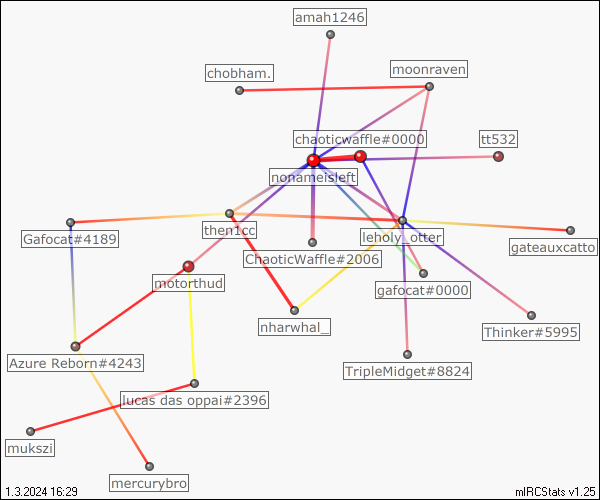 amah1246
chobham.
moonraven
chaoticwaffle#0000
tt532
nonameisleft
then1cc
leholy_otter
Gafocat#4189
gateauxcatto
ChaoticWaffle#2006
motorthud
gafocat#0000
nharwhal_
Thinker#5995
Azure Reborn#4243
TripleMidget#8824
lucas das oppai#2396
mukszi
mercurybro
1.3.2024 16:29
mIRCStats v1.25